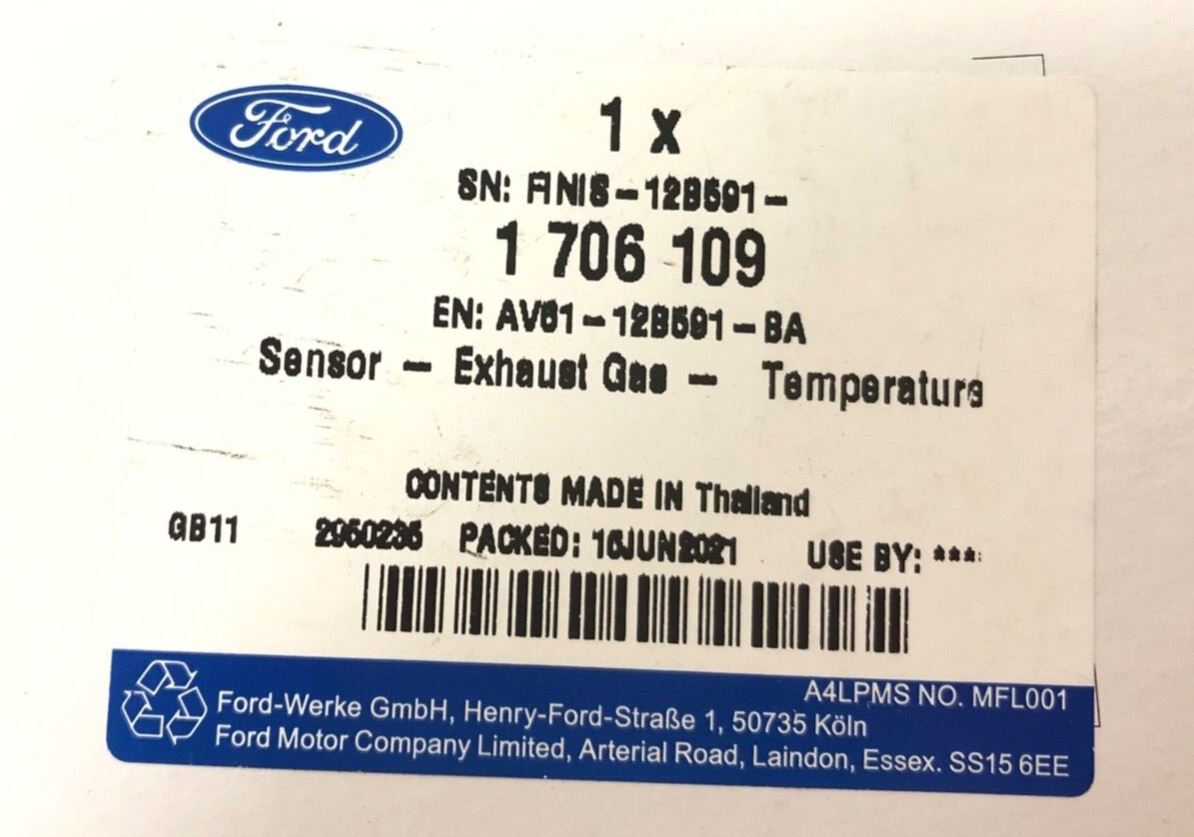 Ford
1 x
SN: FINIS-12B591-
1 706 109
EN: AV61-12B591-BA
Sensor - Exhaust Gas - Temperature
CONTENTS MADE IN Thailand
GB11 2950235 PACKED: 16JUN2021 USE BY: ***
A4LPMS NO. MFL001
Ford-Werke GmbH, Henry-Ford-Straße 1, 50735 Köln
Ford Motor Company Limited, Arterial Road, Laindon, Essex. SS15 6EE